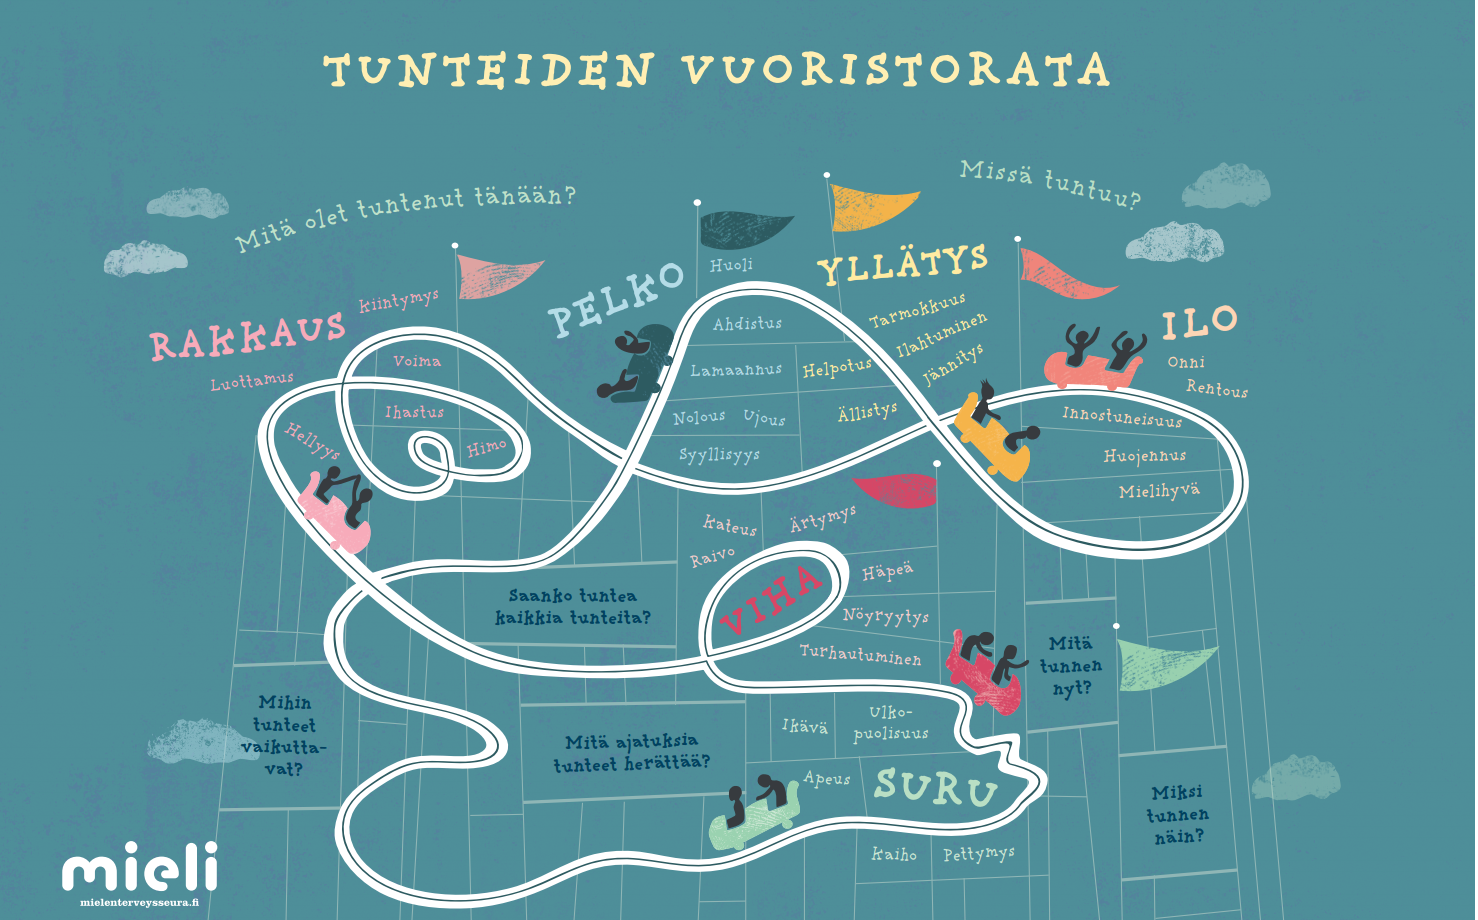 TUNTEIDEN VUORISTORATA
Mitä olet tuntenut tänään?
Missä tuntuu?
RAKKAUS
Kiintymys
Luottamus
Voima
Ihastus
Himo
Hellyys
PELKO
Huoli
Ahdistus
Lamaannus
Nolous
Ujous
Syyllisyys
YLLÄTYS
Tarmokkuus
Ilahtuminen
Jännitys
Helpotus
Ällistys
ILO
Onni
Rentous
Innostuneisuus
Huojennus
Mielihyvä
Kateus
Ärtymys
Raivo
VIHA
Häpeä
Nöyryytys
Turhautuminen
Saanko tuntea
kaikkia tunteita?
Mitä
tunnen
nyt?
Mihin
tunteet
vaikutta-
vat?
Mitä ajatuksia
tunteet herättää?
Ikävä
Ulko-
puolisuus
Apeus
SURU
Kaiho
Pettymys
Miksi
tunnen
näin?
mieli
mielenterveysseura.fi